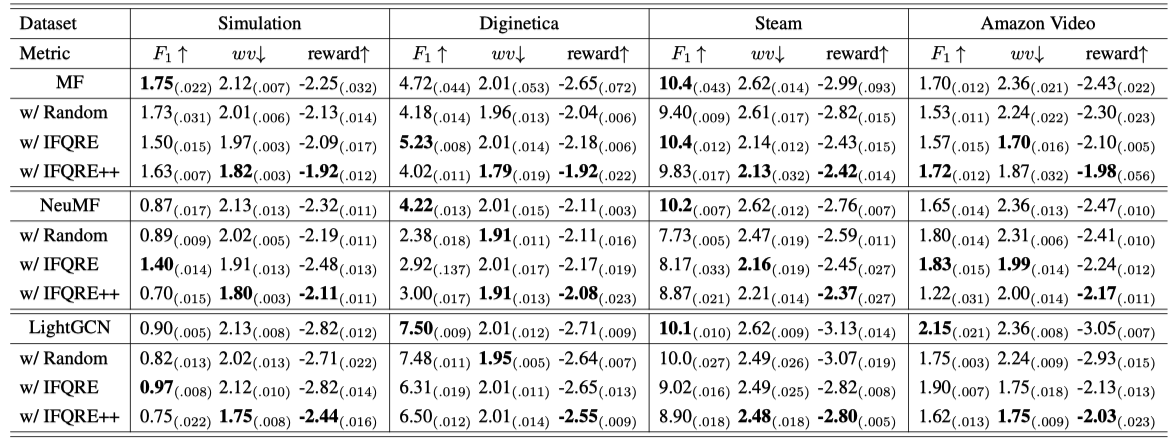 Dataset Simulation Diginetica Steam Amazon Video
Metric F1 ↑ wv↓ reward↑ F1 ↑ wv↓ reward↑ F1 ↑ wv↓ reward↑ F1 ↑ wv↓ reward↑
MF 1.75(.022) 2.12(.007) -2.25(.032) 4.72(.044) 2.01(.053) -2.65(.072) 10.4(.043) 2.62(.014) -2.99(.093) 1.70(.012) 2.36(.021) -2.43(.022)
w/ Random 1.73(.031) 2.01(.006) -2.13(.014) 4.18(.014) 1.96(.013) -2.04(.006) 9.40(.009) 2.61(.017) -2.82(.015) 1.53(.011) 2.24(.022) -2.30(.023)
w/ IFQRE 1.50(.015) 1.97(.003) -2.09(.017) 5.23(.008) 2.01(.014) -2.18(.006) 10.4(.012) 2.14(.012) -2.43(.015) 1.57(.015) 1.70(.016) -2.10(.005)
w/ IFQRE++ 1.63(.007) 1.82(.003) -1.92(.012) 4.02(.011) 1.79(.019) -1.92(.022) 9.83(.017) 2.13(.032) -2.42(.014) 1.72(.012) 1.87(.032) -1.98(.056)
NeuMF 0.87(.017) 2.13(.013) -2.32(.011) 4.22(.013) 2.01(.015) -2.11(.003) 10.2(.007) 2.62(.012) -2.76(.007) 1.65(.014) 2.36(.013) -2.47(.010)
w/ Random 0.89(.009) 2.02(.005) -2.19(.011) 2.38(.018) 1.91(.011) -2.11(.016) 7.73(.005) 2.47(.019) -2.59(.011) 1.80(.014) 2.31(.006) -2.41(.010)
w/ IFQRE 1.40(.014) 1.91(.013) -2.48(.013) 2.92(.137) 2.01(.017) -2.17(.019) 8.17(.033) 2.16(.019) -2.45(.027) 1.83(.015) 1.99(.014) -2.24(.012)
w/ IFQRE++ 0.70(.015) 1.80(.003) -2.11(.011) 3.00(.017) 1.91(.013) -2.08(.023) 8.87(.021) 2.21(.014) -2.37(.027) 1.22(.031) 2.00(.014) -2.17(.011)
LightGCN 0.90(.005) 2.13(.008) -2.82(.012) 7.50(.009) 2.01(.012) -2.71(.009) 10.1(.010) 2.62(.009) -3.13(.014) 2.15(.021) 2.36(.008) -3.05(.007)
w/ Random 0.82(.013) 2.02(.013) -2.71(.022) 7.48(.011) 1.95(.005) -2.64(.007) 10.0(.027) 2.49(.026) -3.07(.019) 1.75(.003) 2.24(.009) -2.93(.015)
w/ IFQRE 0.97(.008) 2.12(.010) -2.82(.014) 6.31(.019) 2.01(.011) -2.65(.013) 9.02(.016) 2.49(.025) -2.82(.008) 1.90(.007) 1.75(.018) -2.13(.013)
w/ IFQRE++ 0.75(.022) 1.75(.008) -2.44(.016) 6.50(.012) 2.01(.014) -2.55(.009) 8.90(.018) 2.48(.018) -2.80(.005) 1.62(.013) 1.75(.009) -2.03(.023)